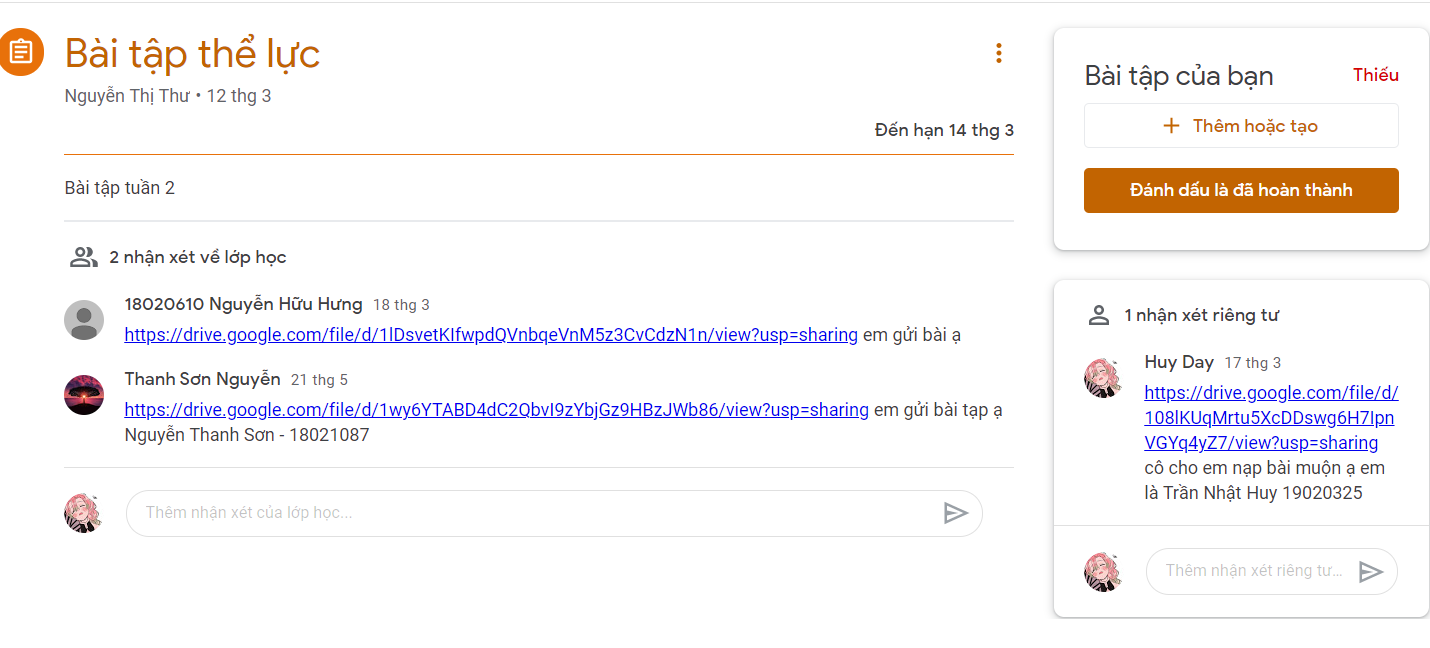 Bài tập thể lực
Nguyễn Thị Thư • 12 thg 3
Đến hạn 14 thg 3
Bài tập tuần 2
2 nhận xét về lớp học
18020610 Nguyễn Hữu Hưng 18 thg 3
https://drive.google.com/file/d/1lDsvetKIfwpdQVnbqeVnM5z3CvCdzN1n/view?usp=sharing em gửi bài ạ
Thanh Sơn Nguyễn 21 thg 5
https://drive.google.com/file/d/1wy6YTABD4dC2QbvI9zYbjGz9HBzJWb86/view?usp=sharing em gửi bài tạp ạ
Nguyễn Thanh Sơn - 18021087
Thêm nhận xét của lớp học...
Bài tập của bạn
Thiếu
+ Thêm hoặc tạo
Đánh dấu là đã hoàn thành
1 nhận xét riêng tư
Huy Day 17 thg 3
https://drive.google.com/file/d/
108lKUqMrtu5XcDDswg6H7Ipn
VGYq4yZ7/view?usp=sharing
cô cho em nạp bài muộn ạ em
là Trần Nhật Huy 19020325
Thêm nhận xét riêng tư...